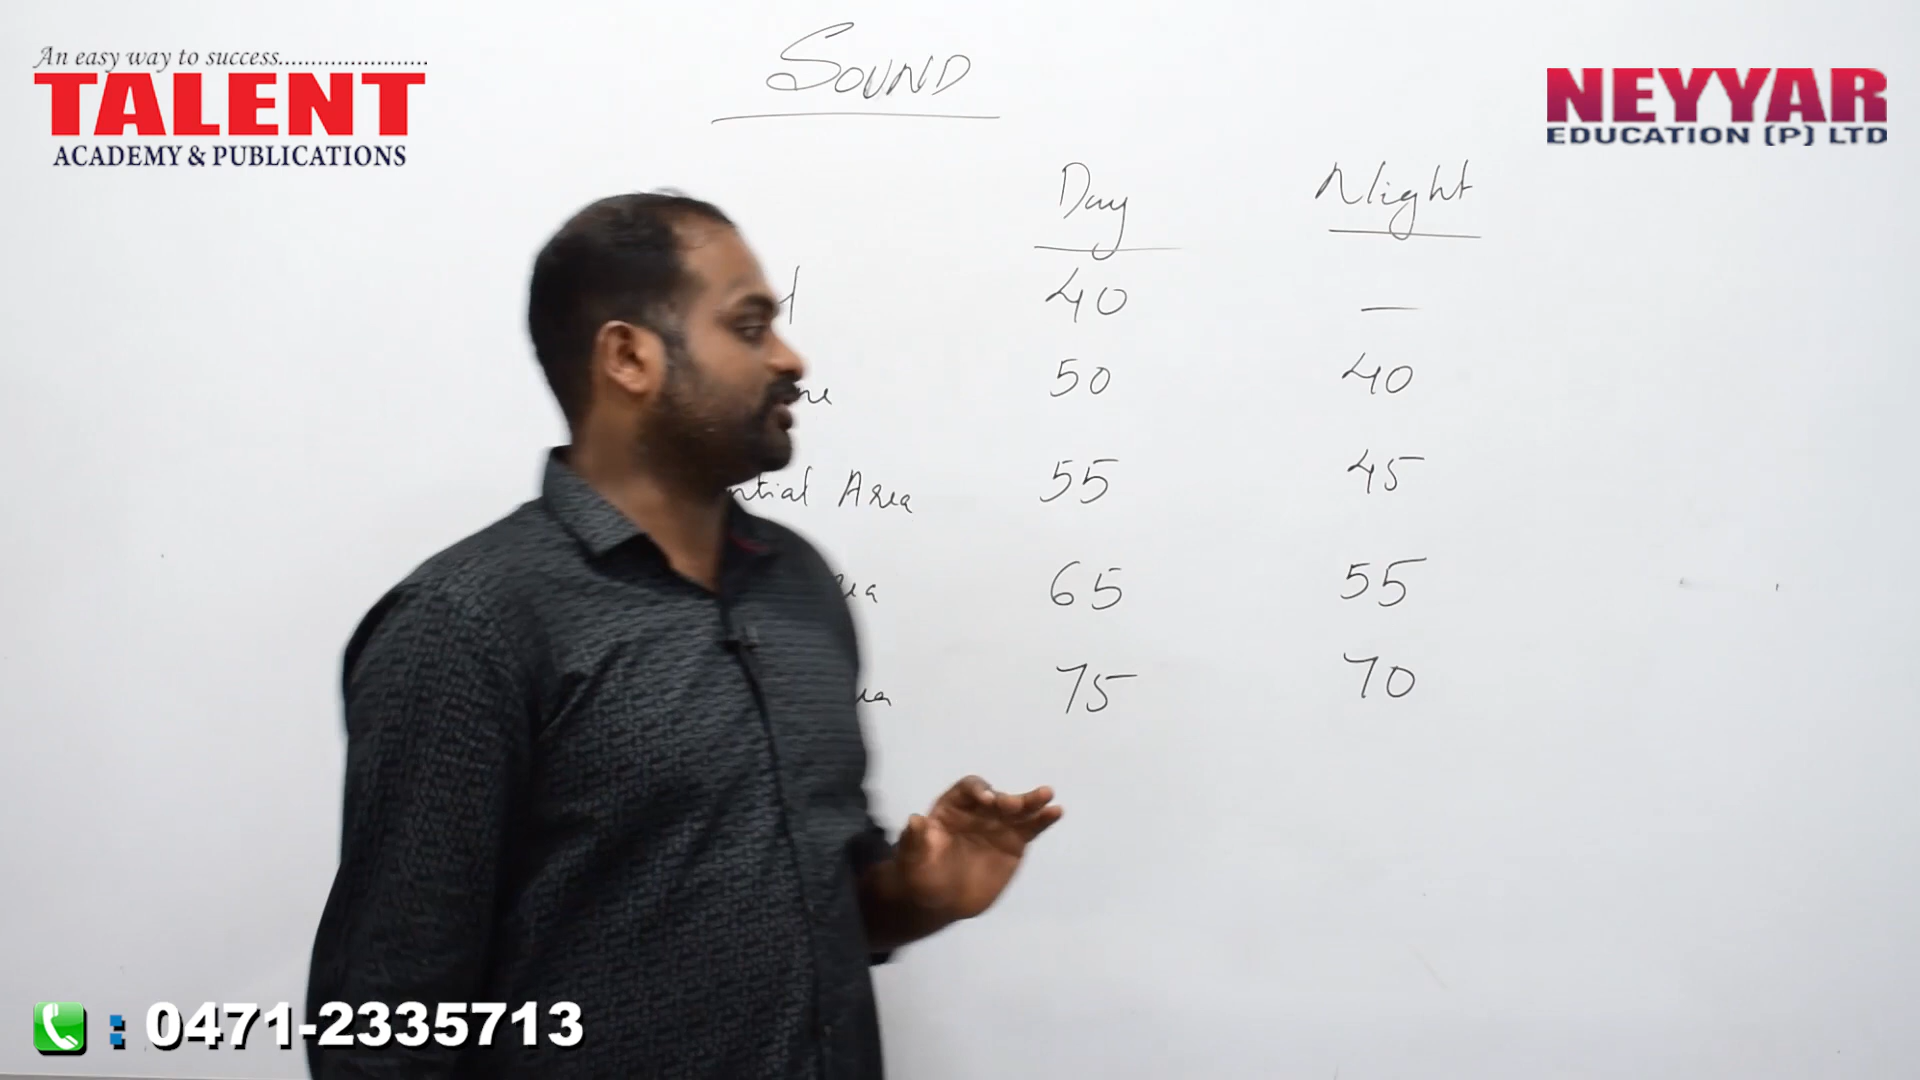 An easy way to success.......................
TALENT
ACADEMY & PUBLICATIONS
SOUND
NEYYAR
EDUCATION (P) LTD
Day Night
40 —
50 40
Area 55 45
65 55
75 70
: 0471-2335713